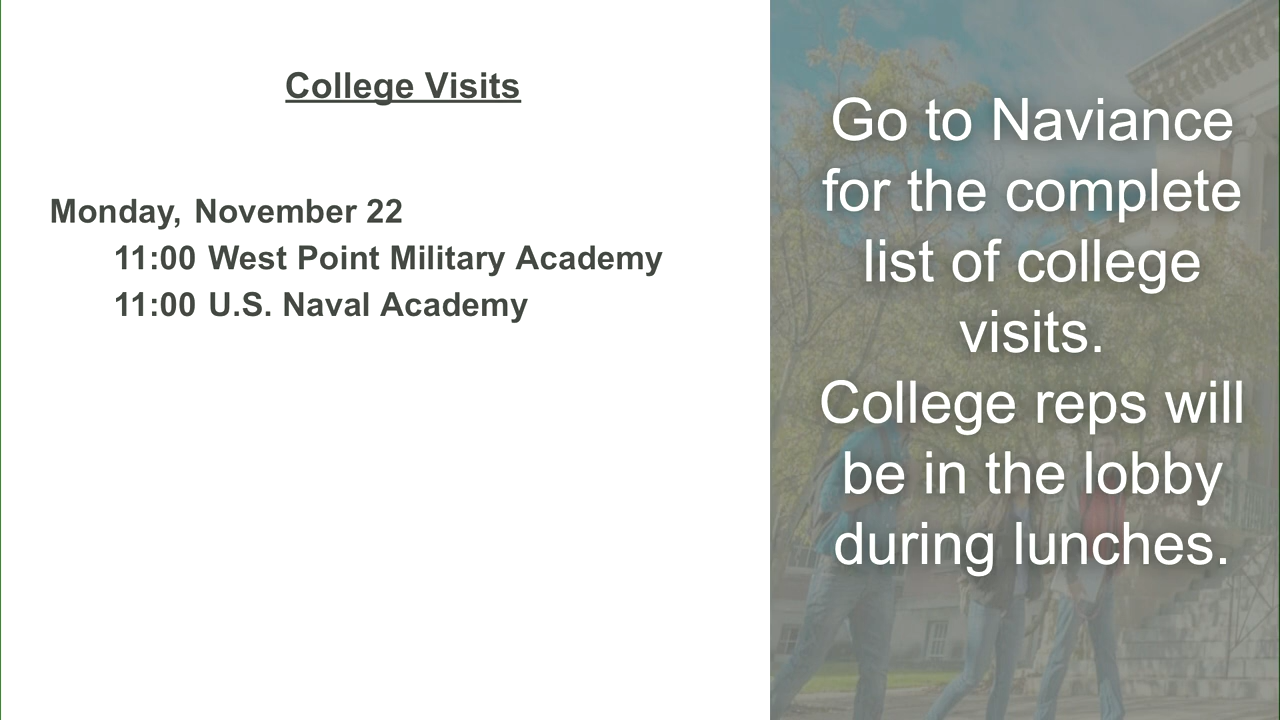 College Visits
Monday, November 22
11:00 West Point Military Academy
11:00 U.S. Naval Academy
Go to Naviance
for the complete
list of college
visits.
College reps will
be in the lobby
during lunches.